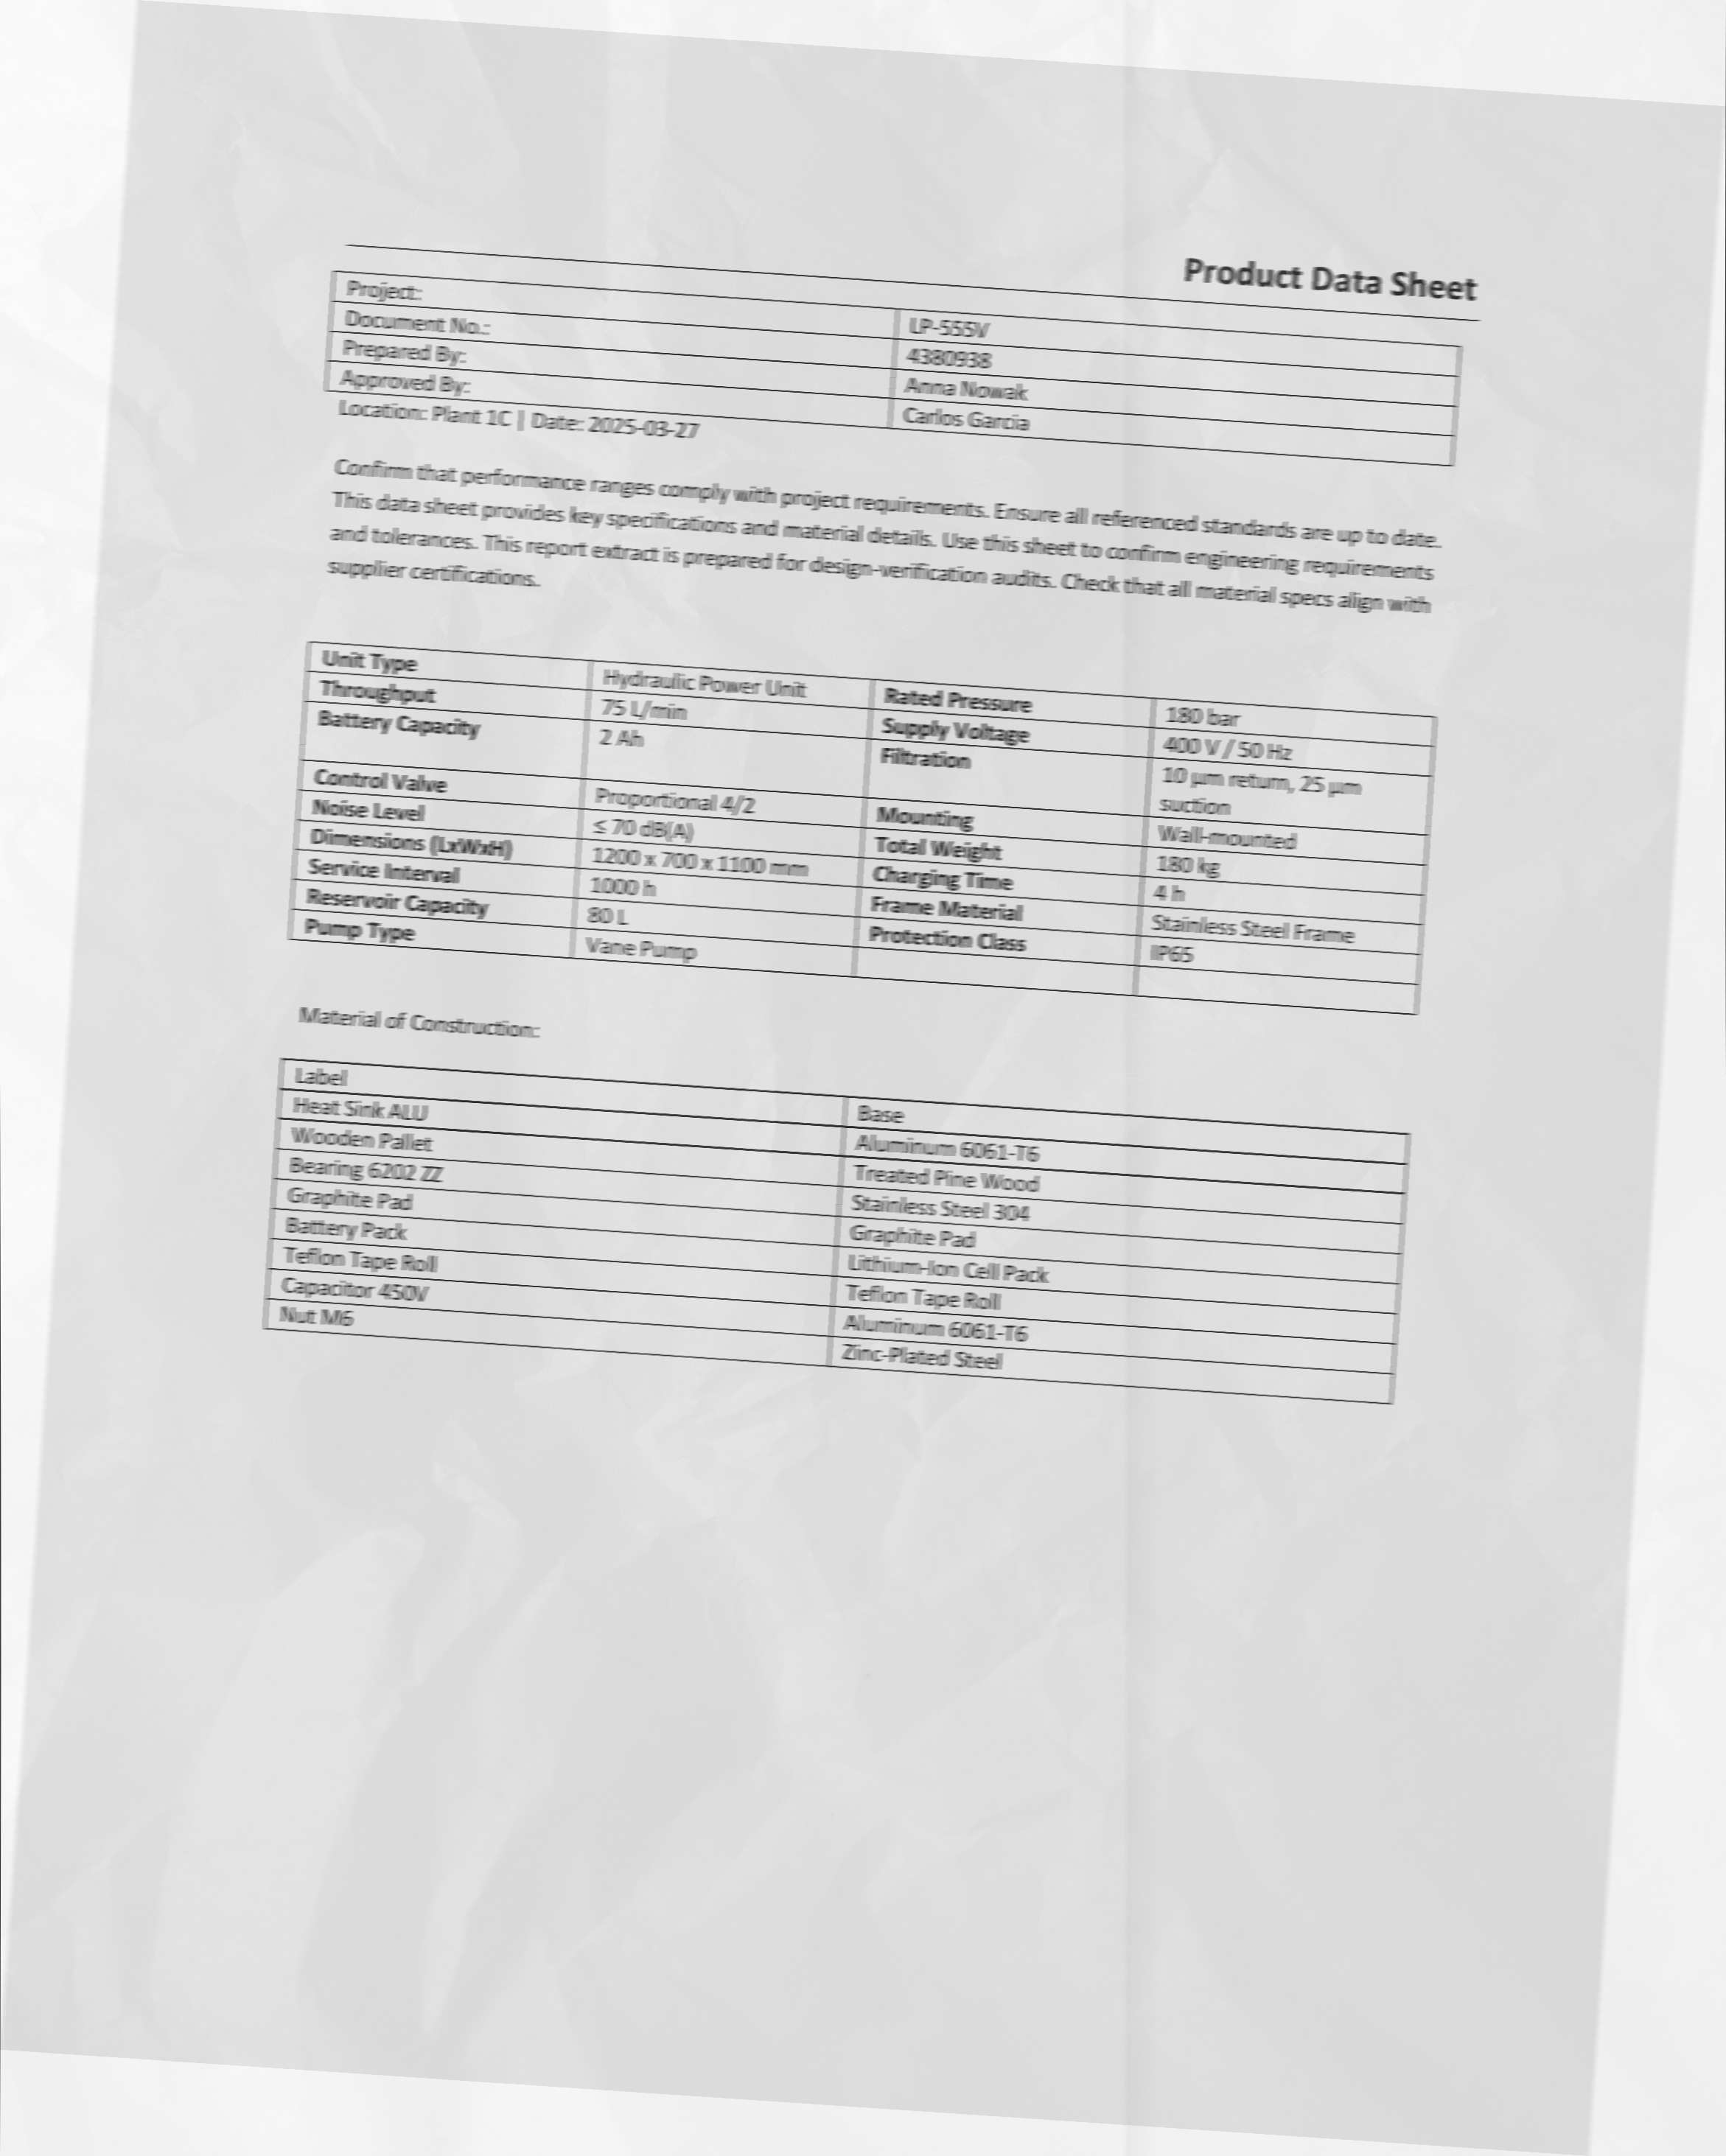 Product Data Sheet
Project: LP-555V
Document No.: 4380938
Prepared By: Anna Nowak
Approved By: Carlos Garcia
Location: Plant 1C | Date: 2025-03-27
Confirm that performance ranges comply with project requirements. Ensure all referenced standards are up to date.
This data sheet provides key specifications and material details. Use this sheet to confirm engineering requirements
and tolerances. This report extract is prepared for design-verification audits. Check that all material specs align with
supplier certifications.
Unit Type Hydraulic Power Unit Rated Pressure 180 bar
Throughput 75 L/min Supply Voltage 400 V / 50 Hz
Battery Capacity 2 Ah Filtration 10 µm return, 25 µm
suction
Control Valve Proportional 4/2 Mounting Wall-mounted
Noise Level ≤ 70 dB(A) Total Weight 180 kg
Dimensions (LxWxH) 1200 x 700 x 1100 mm Charging Time 4 h
Service Interval 1000 h Frame Material Stainless Steel Frame
Reservoir Capacity 80 L Protection Class IP65
Pump Type Vane Pump
Material of Construction:
Label Base
Heat Sink ALU Aluminum 6061-T6
Wooden Pallet Treated Pine Wood
Bearing 6202 ZZ Stainless Steel 304
Graphite Pad Graphite Pad
Battery Pack Lithium-Ion Cell Pack
Teflon Tape Roll Teflon Tape Roll
Capacitor 450V Aluminum 6061-T6
Nut M6 Zinc-Plated Steel